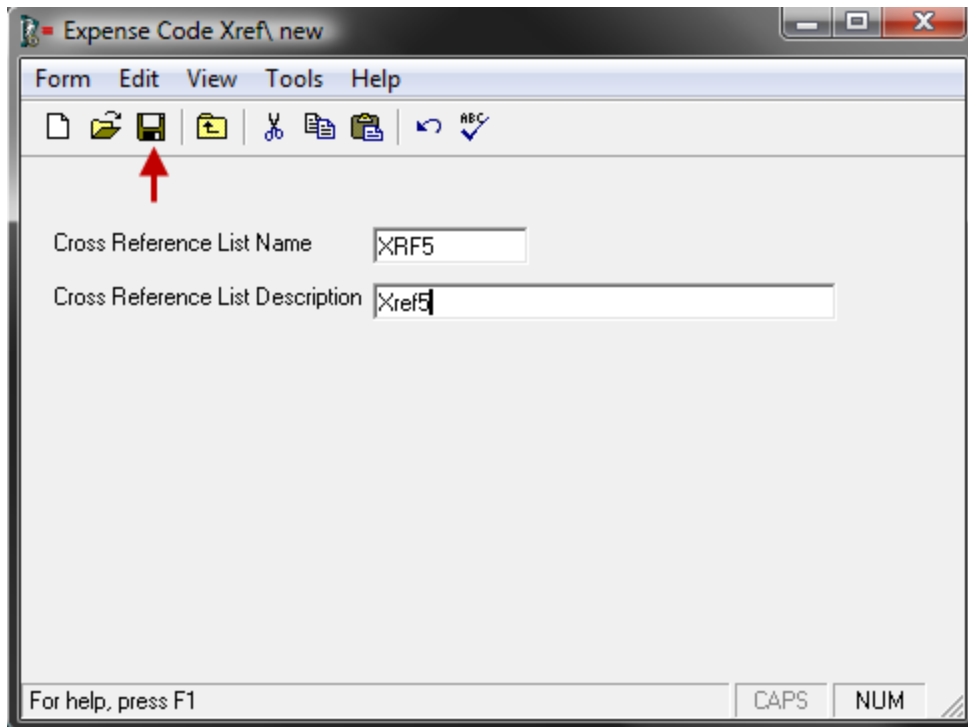 Expense Code Xref\ new
Form Edit View Tools Help
ABC
Cross Reference List Name XRF5
Cross Reference List Description Xref5
For help, press F1 CAPS NUM